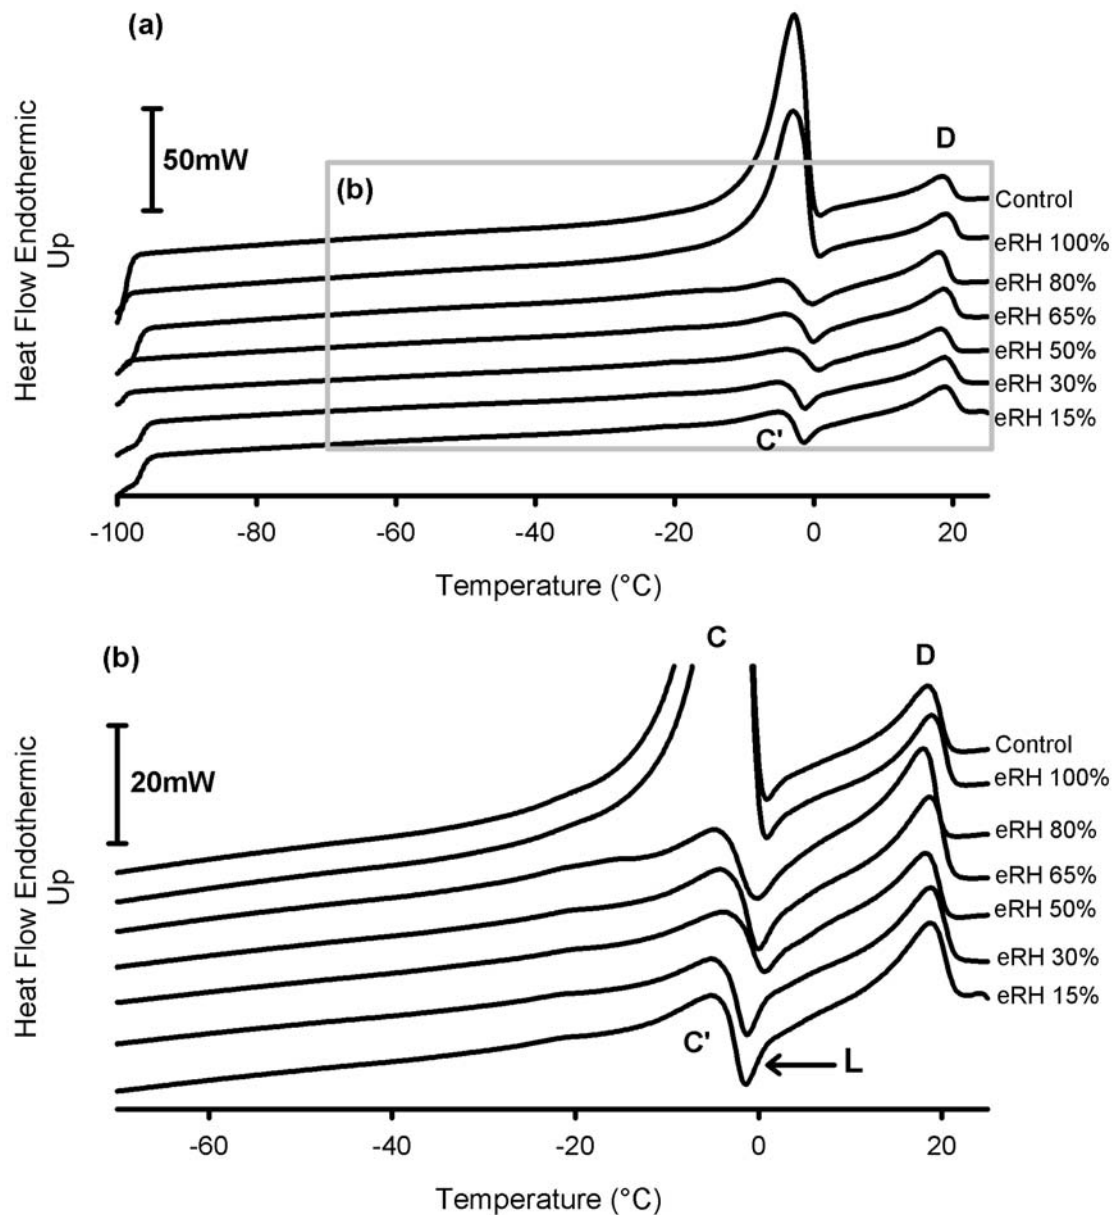 (a)
Heat Flow Endothermic
Up
50mW
(b)
D
Control
eRH 100%
eRH 80%
eRH 65%
eRH 50%
eRH 30%
eRH 15%
C'
-100
-80
-60
-40
-20
0
20
Temperature (°C)
(b)
Heat Flow Endothermic
Up
20mW
C
D
Control
eRH 100%
eRH 80%
eRH 65%
eRH 50%
eRH 30%
eRH 15%
C'
L
-60
-40
-20
0
20
Temperature (°C)